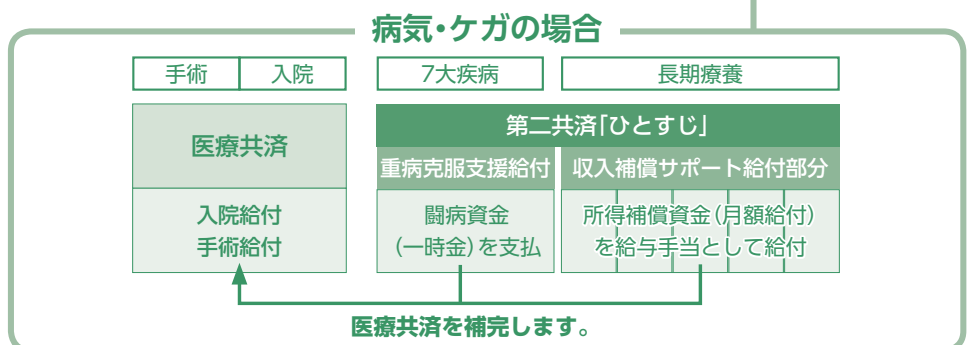 病気・ケガの場合
手術 入院 7大疾病 長期療養
医療共済
第二共済「ひとすじ」
重病克服支援給付 収入補償サポート給付部分
入院給付
手術給付
闘病資金
（一時金）を支払
所得補償資金（月額給付）
を給与手当として給付
医療共済を補完します。